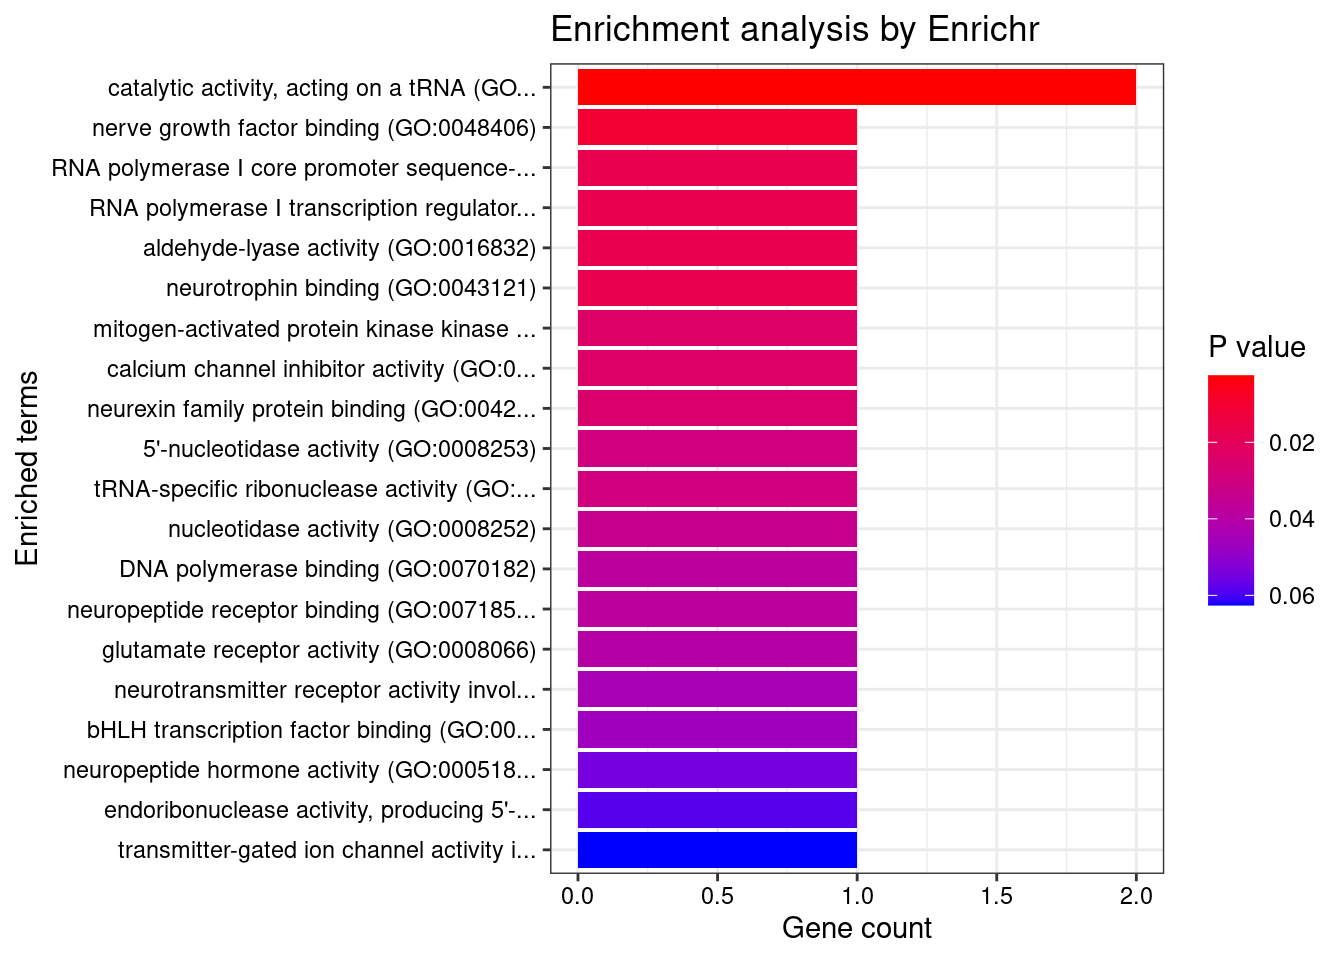 Enrichment analysis by Enrichr
catalytic activity, acting on a tRNA (GO...
nerve growth factor binding (GO:0048406)
RNA polymerase I core promoter sequence-...
RNA polymerase I transcription regulator...
aldehyde-lyase activity (GO:0016832)
neurotrophin binding (GO:0043121)
mitogen-activated protein kinase kinase ...
calcium channel inhibitor activity (GO:0...
neurexin family protein binding (GO:0042...
5'-nucleotidase activity (GO:0008253)
tRNA-specific ribonuclease activity (GO:...
nucleotidase activity (GO:0008252)
DNA polymerase binding (GO:0070182)
neuropeptide receptor binding (GO:007185...
glutamate receptor activity (GO:0008066)
neurotransmitter receptor activity invol...
bHLH transcription factor binding (GO:00...
neuropeptide hormone activity (GO:000518...
endoribonuclease activity, producing 5'-...
transmitter-gated ion channel activity i...
Enriched terms
0.0 0.5 1.0 1.5 2.0
Gene count
P value
0.02
0.04
0.06